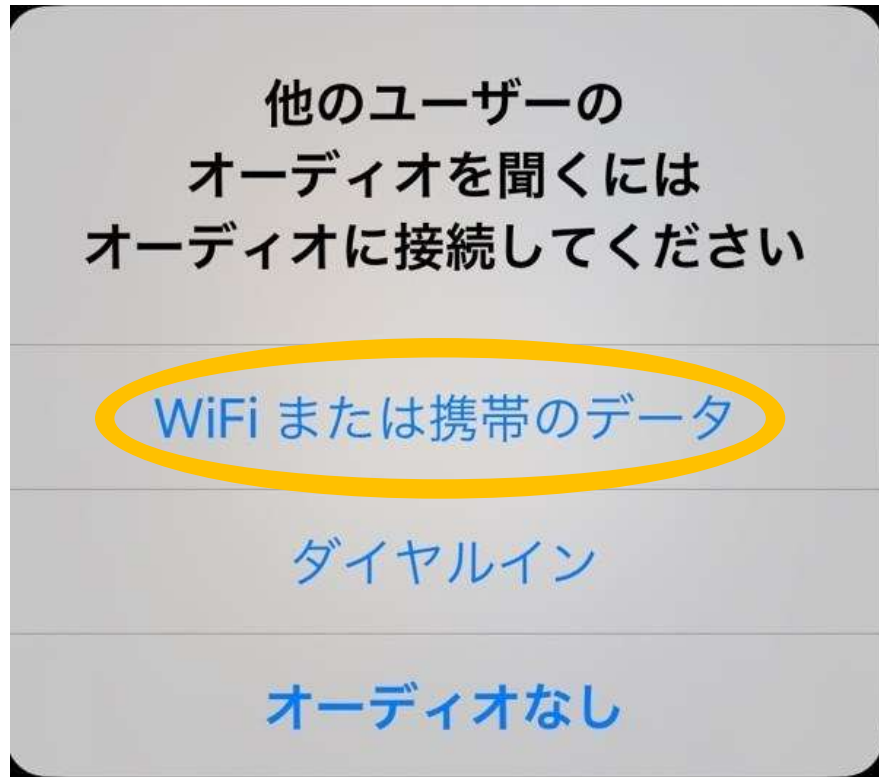 他のユーザーの
オーディオを聞くには
オーディオに接続してください
WiFi または携帯のデータ
ダイヤルイン
オーディオなし